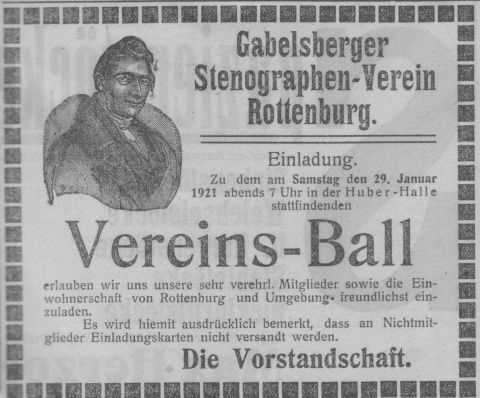 Gabelsberger
Stenographen-Verein
Rottenburg.
Einladung.
Zu dem am Samstag den 29. Januar
1921 abends 7 Uhr in der Huber-Halle
stattfindenden
Vereins-Ball
erlauben wir uns unsere sehr verehrl. Mitglieder sowie die Ein-
wohnerschaft von Rottenburg und Umgebung freundlichst ein-
zuladen.
Es wird hiemit ausdrücklich bemerkt, dass an Nichtmit-
glieder Einladungskarten nicht versandt werden.
Die Vorstandschaft.